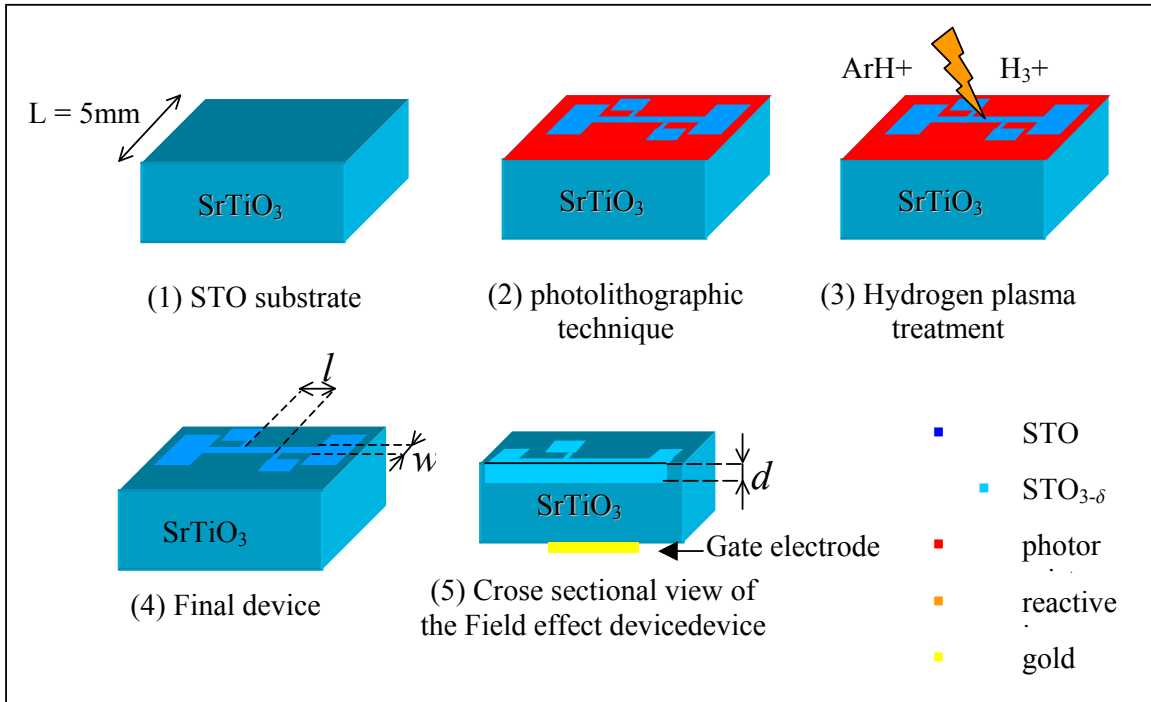 L = 5mm
SrTiO3
(1) STO substrate
SrTiO3
(2) photolithographic
technique
ArH+
H3+
SrTiO3
(3) Hydrogen plasma
treatment
l
w
SrTiO3
(4) Final device
d
SrTiO3
Gate electrode
(5) Crose sectional view of
the Field effect devicedevice
STO
STO3-δ
photor
reactive
gold